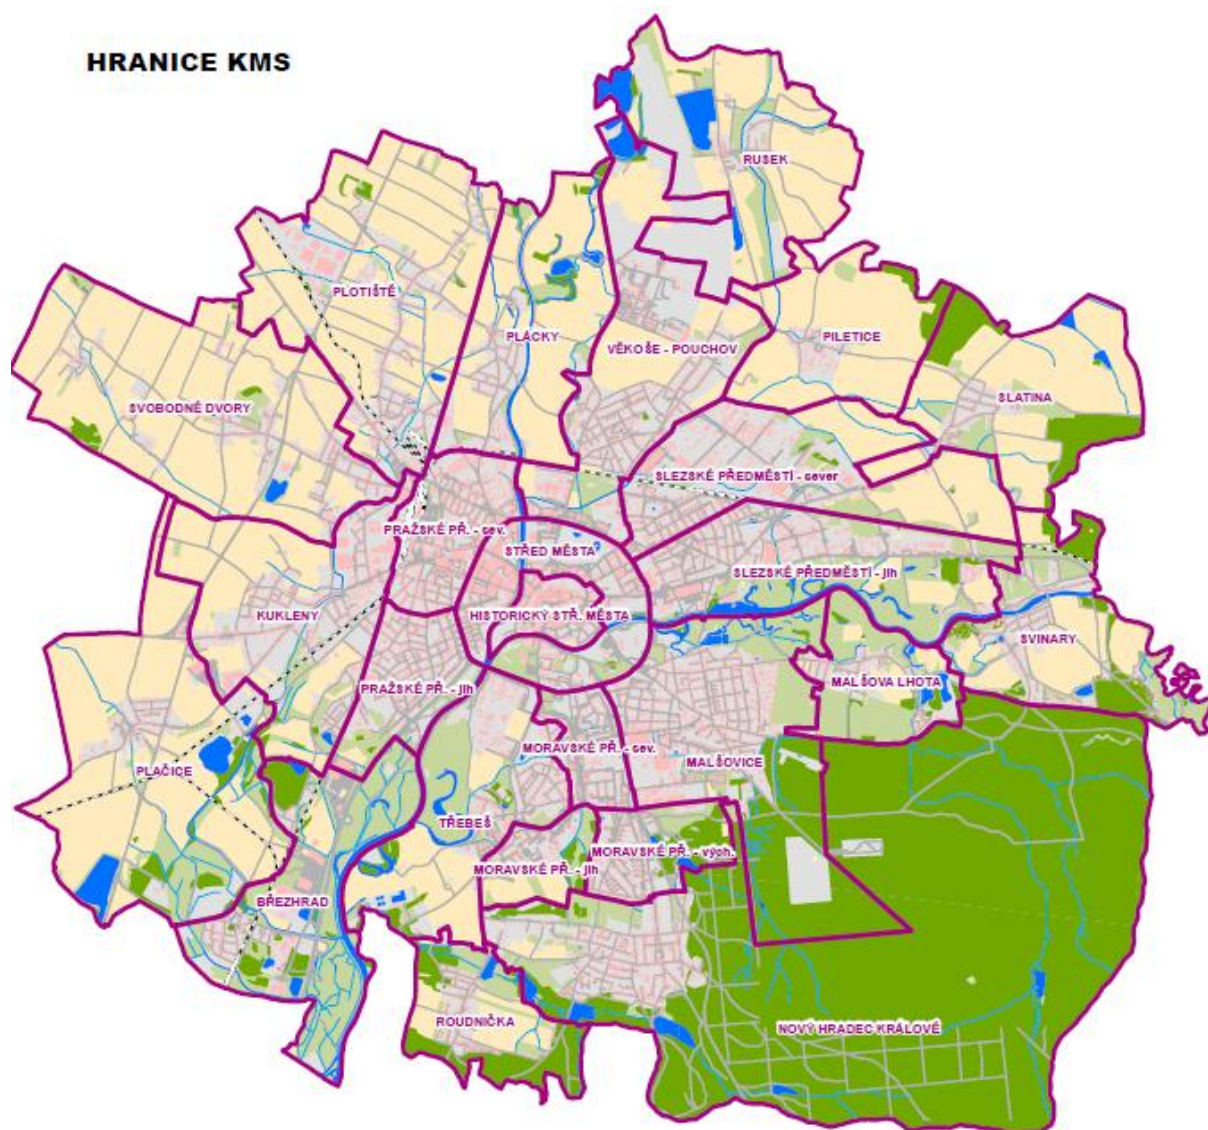 HRANICE KMS
RUSEK
PLOTIŠTĚ
PLÁCKY
VĚKOŠE - POUCHOV
PILETICE
SLATINA
SVOBODNÉ DVORY
SLEZSKÉ PŘEDMĚSTÍ - sever
PRAŽSKÉ PŘ. - sev.
STŘED MĚSTA
SLEZSKÉ PŘEDMĚSTÍ - jih
KUKLENY
HISTORICKÝ STŘ. MĚSTA
SVINARY
PRAŽSKÉ PŘ. - jih
MALŠOVA LHOTA
MORAVSKÉ PŘ. - sev.
MALŠOVICE
PLAČICE
TŘEBEŠ
MORAVSKÉ PŘ. - vých.
MORAVSKÉ PŘ. - jih
BŘEZHRAD
ROUDNIČKA
NOVÝ HRADEC KRÁLOVÉ